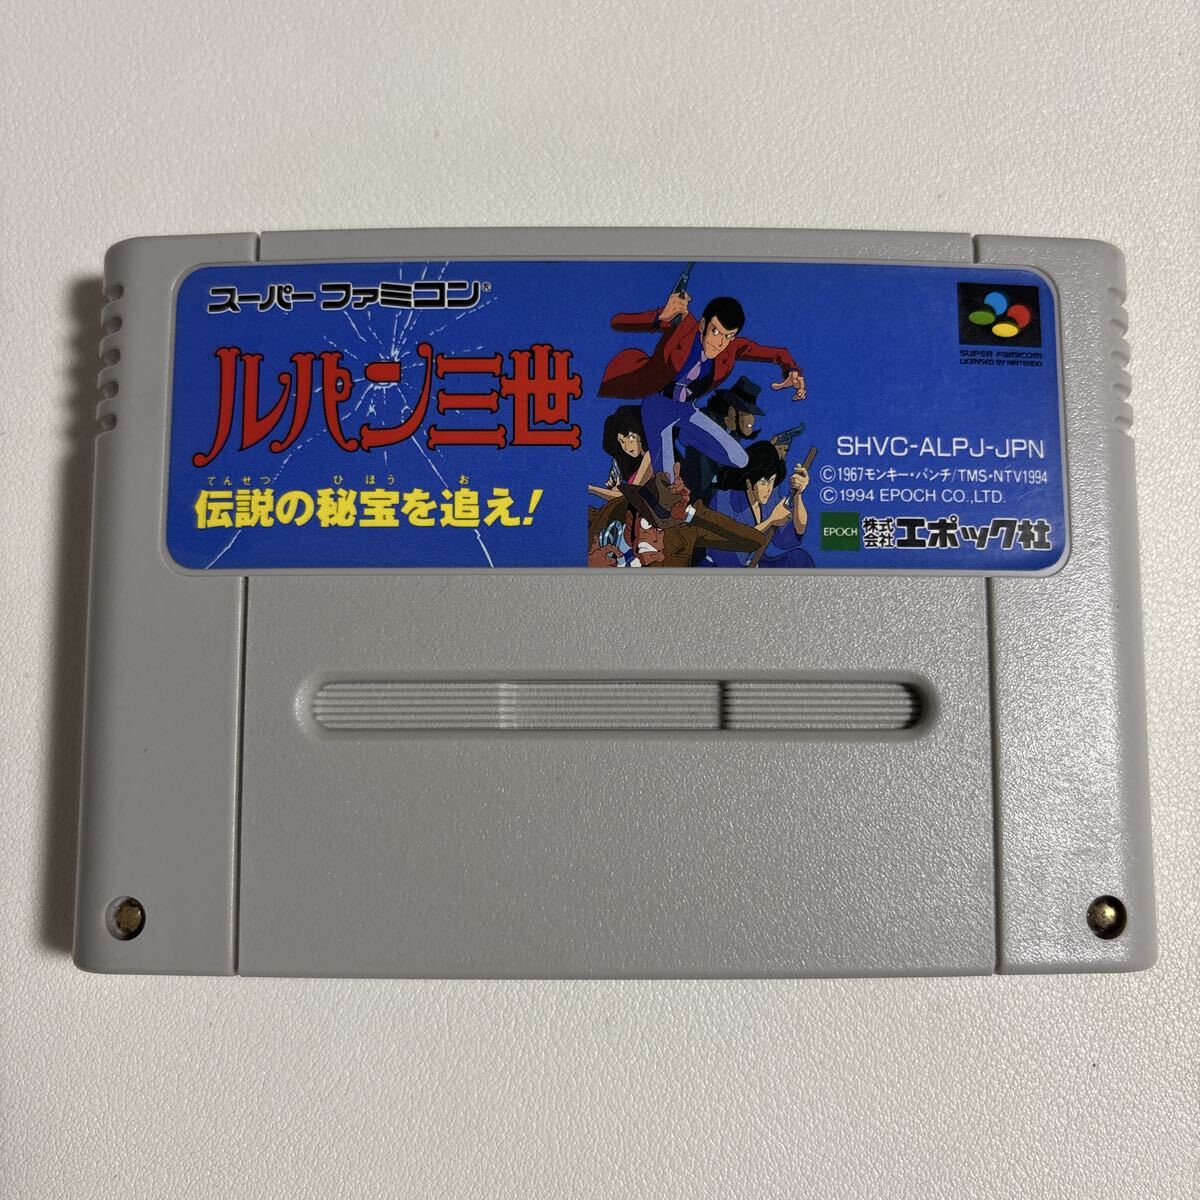 スーパーファミコン®
ルパン三世
てんせつ ひほう お
伝説の秘宝を追え!
SUPER FAMICOM
LICENSED BY NINTENDO
SHVC-ALPJ-JPN
©1967モンキー・パンチ/TMS・NTV1994
©1994 EPOCH CO.,LTD.
EPOCH 株式会社エポック社